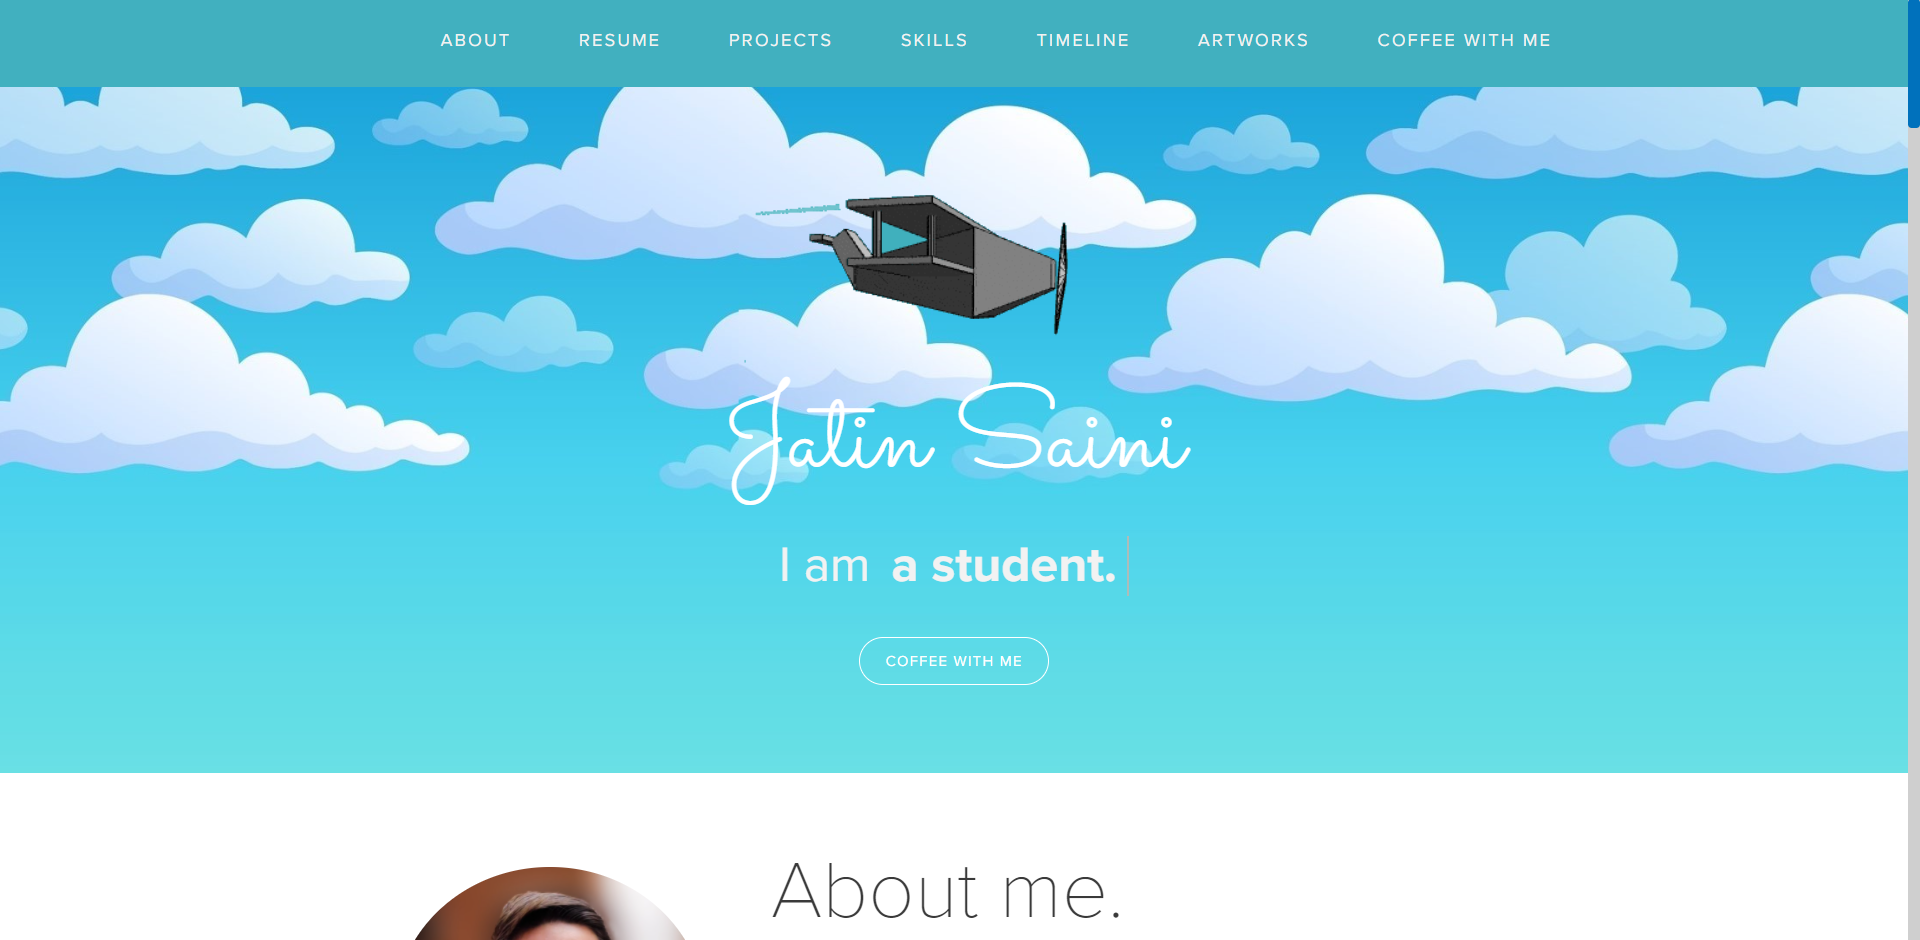 ABOUT RESUME PROJECTS SKILLS TIMELINE ARTWORKS COFFEE WITH ME
Jatin Saini
I am a student.
COFFEE WITH ME
About me.